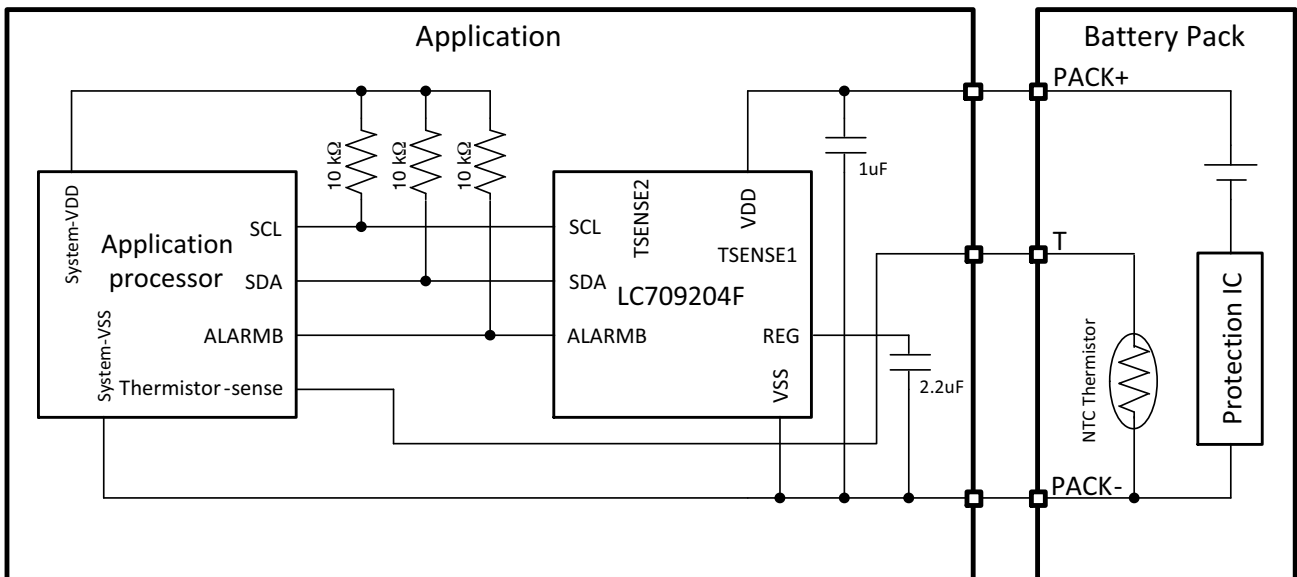 Application
Battery Pack
PACK+
10 kΩ
10 kΩ
10 kΩ
1uF
System-VDD
SCL
Application
processor
SDA
ALARMB
System-VSS
Thermistor-sense
SCL
TSENSE2
VDD
TSENSE1
SDA
LC709204F
ALARMB
REG
VSS
2.2uF
T
NTC Thermistor
Protection IC
PACK-